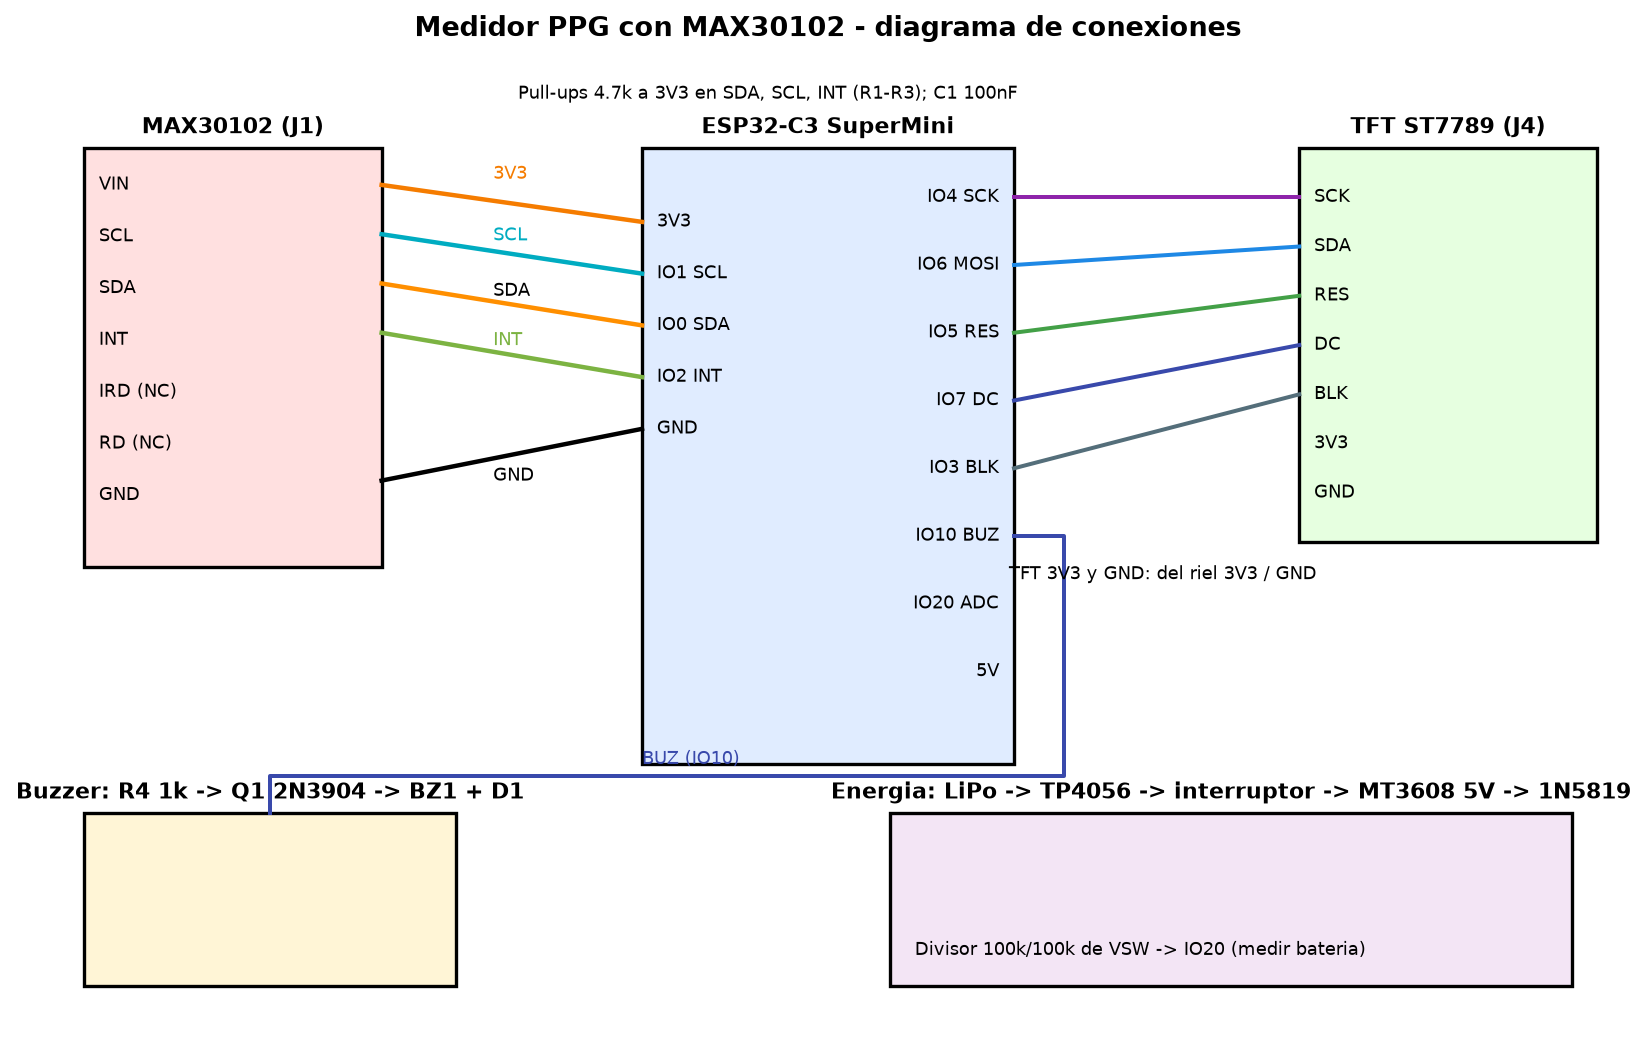 Medidor PPG con MAX30102 - diagrama de conexiones
Pull-ups 4.7k a 3V3 en SDA, SCL, INT (R1-R3); C1 100nF
MAX30102 (J1)
VIN
SCL
SDA
INT
IRD (NC)
RD (NC)
GND
3V3
SCL
SDA
INT
GND
ESP32-C3 SuperMini
3V3
IO1 SCL
IO0 SDA
IO2 INT
GND
IO4 SCK
IO6 MOSI
IO5 RES
IO7 DC
IO3 BLK
IO10 BUZ
IO20 ADC
5V
TFT ST7789 (J4)
SCK
SDA
RES
DC
BLK
3V3
GND
TFT 3V3 y GND: del riel 3V3 / GND
BUZ (IO10)
Buzzer: R4 1k -> Q1 2N3904 -> BZ1 + D1
Energia: LiPo -> TP4056 -> interruptor -> MT3608 5V -> 1N5819
Divisor 100k/100k de VSW -> IO20 (medir bateria)